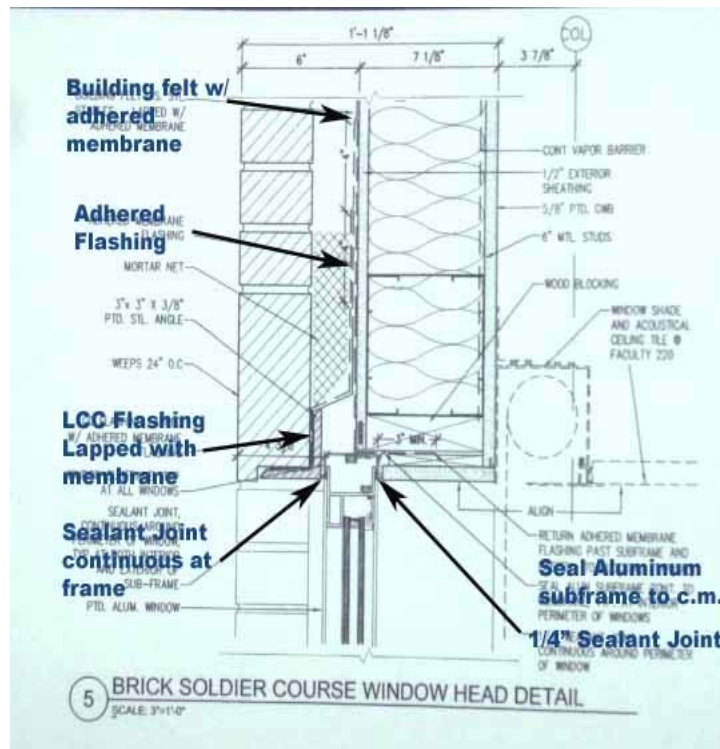 1'-1 1/8"
COL
6"
7 1/8"
3 7/8"
Building felt w/
adhered
membrane
ADHERED MEMBRANE
Adhered
Flashing
FLASHING
MORTAR NET
3"x 3" X 3/8"
PTD. STL. ANGLE
WEEPS 24" O.C
LCC Flashing
Lapped with
membrane
W/ ADHERED MEMBRANE
AT ALL WINDOWS
SEALANT JOINT,
Sealant Joint
continuous at
frame
SUB-FRAME
PTD. ALUM. WINDOW
CONT VAPOR BARRIER
1/2" EXTERIOR
SHEATHING
5/8" PTD. GWB
6" MTL. STUDS
WOOD BLOCKING
WINDOW SHADE
AND ACOUSTICAL
CEILING TILE @
FACULTY 220
3" MIN.
ALIGN
RETURN ADHERED MEMBRANE
FLASHING PAST SUBFRAME AND
Seal Aluminum
subframe to c.m.
PERIMETER OF WINDOWS
1/4" Sealant Joint
CONTINUOUS AROUND PERIMETER
OF WINDOW
5
BRICK SOLDIER COURSE WINDOW HEAD DETAIL
SCALE: 3"=1'-0"